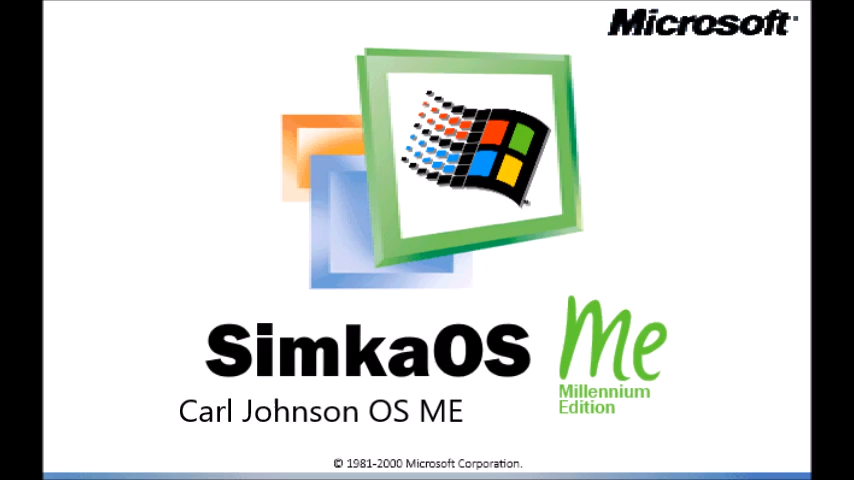 Microsoft
SimkaOS Me
Millennium
Edition
Carl Johnson OS ME
© 1981-2000 Microsoft Corporation.